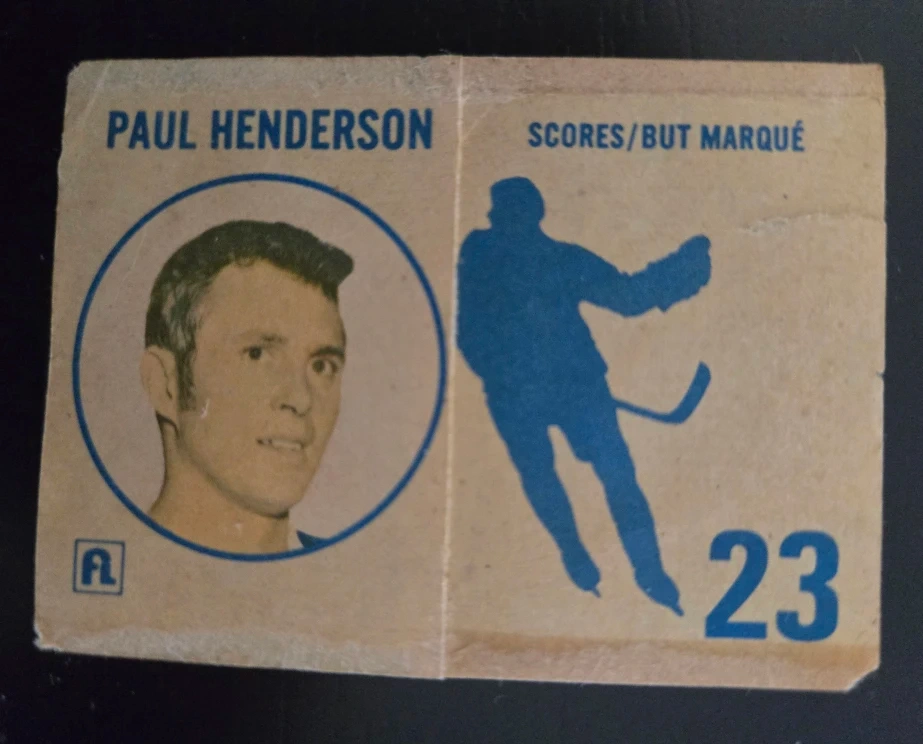 PAUL HENDERSON
SCORES/BUT MARQUÉ
AL
23